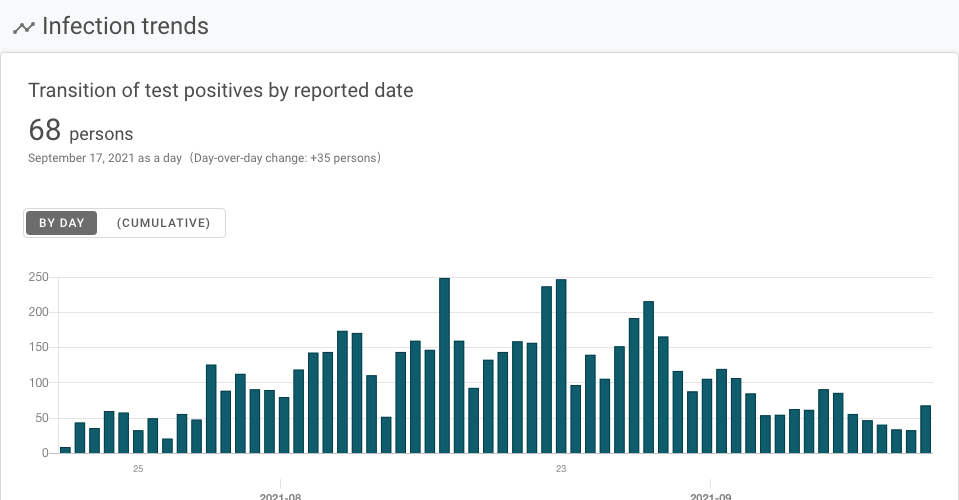 Infection trends
Transition of test positives by reported date
68 persons
September 17, 2021 as a day (Day-over-day change: +35 persons)
BY DAY (CUMULATIVE)
250
200
150
100
50
0
25 23
2021-08 2021-09